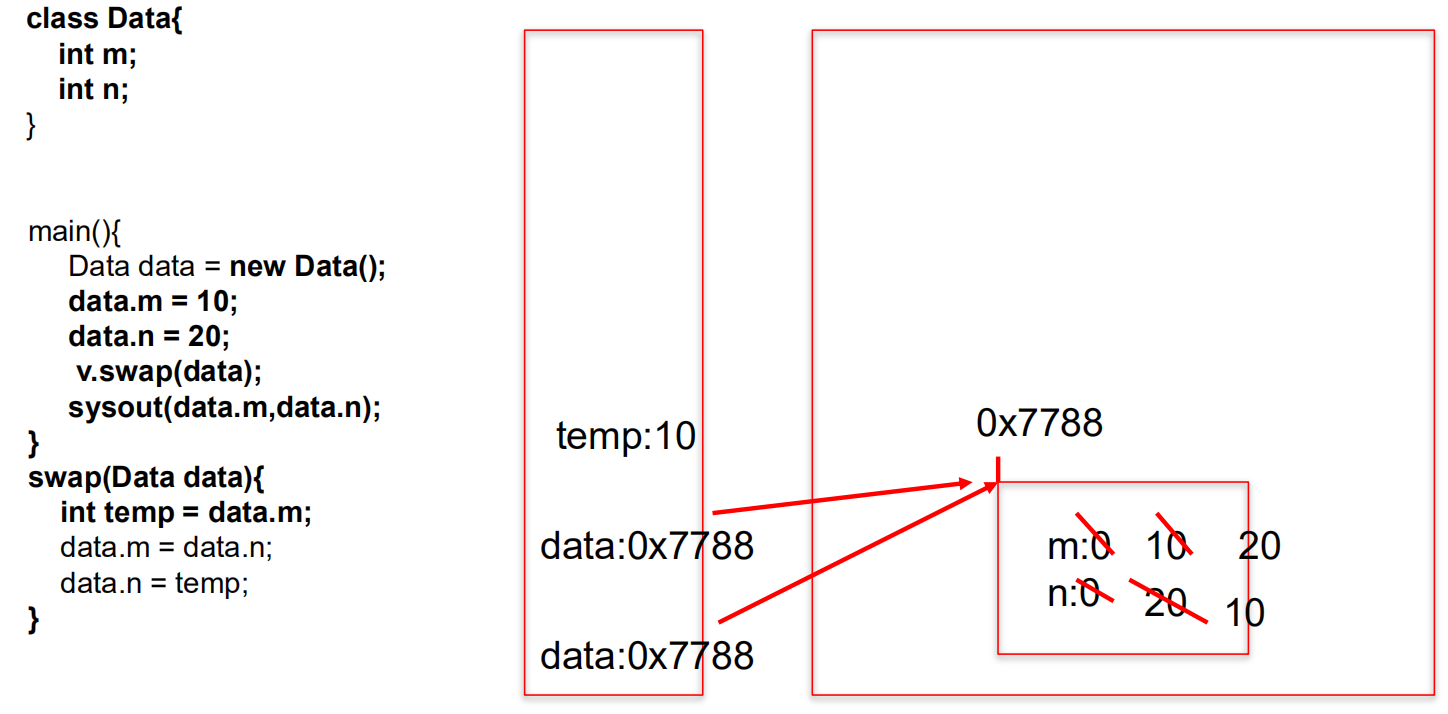 class Data{
int m;
int n;
}
main(){
Data data = new Data();
data.m = 10;
data.n = 20;
v.swap(data);
sysout(data.m,data.n);
}
swap(Data data){
int temp = data.m;
data.m = data.n;
data.n = temp;
}
temp:10
data:0x7788
data:0x7788
0x7788
m:0 10 20
n:0 20 10